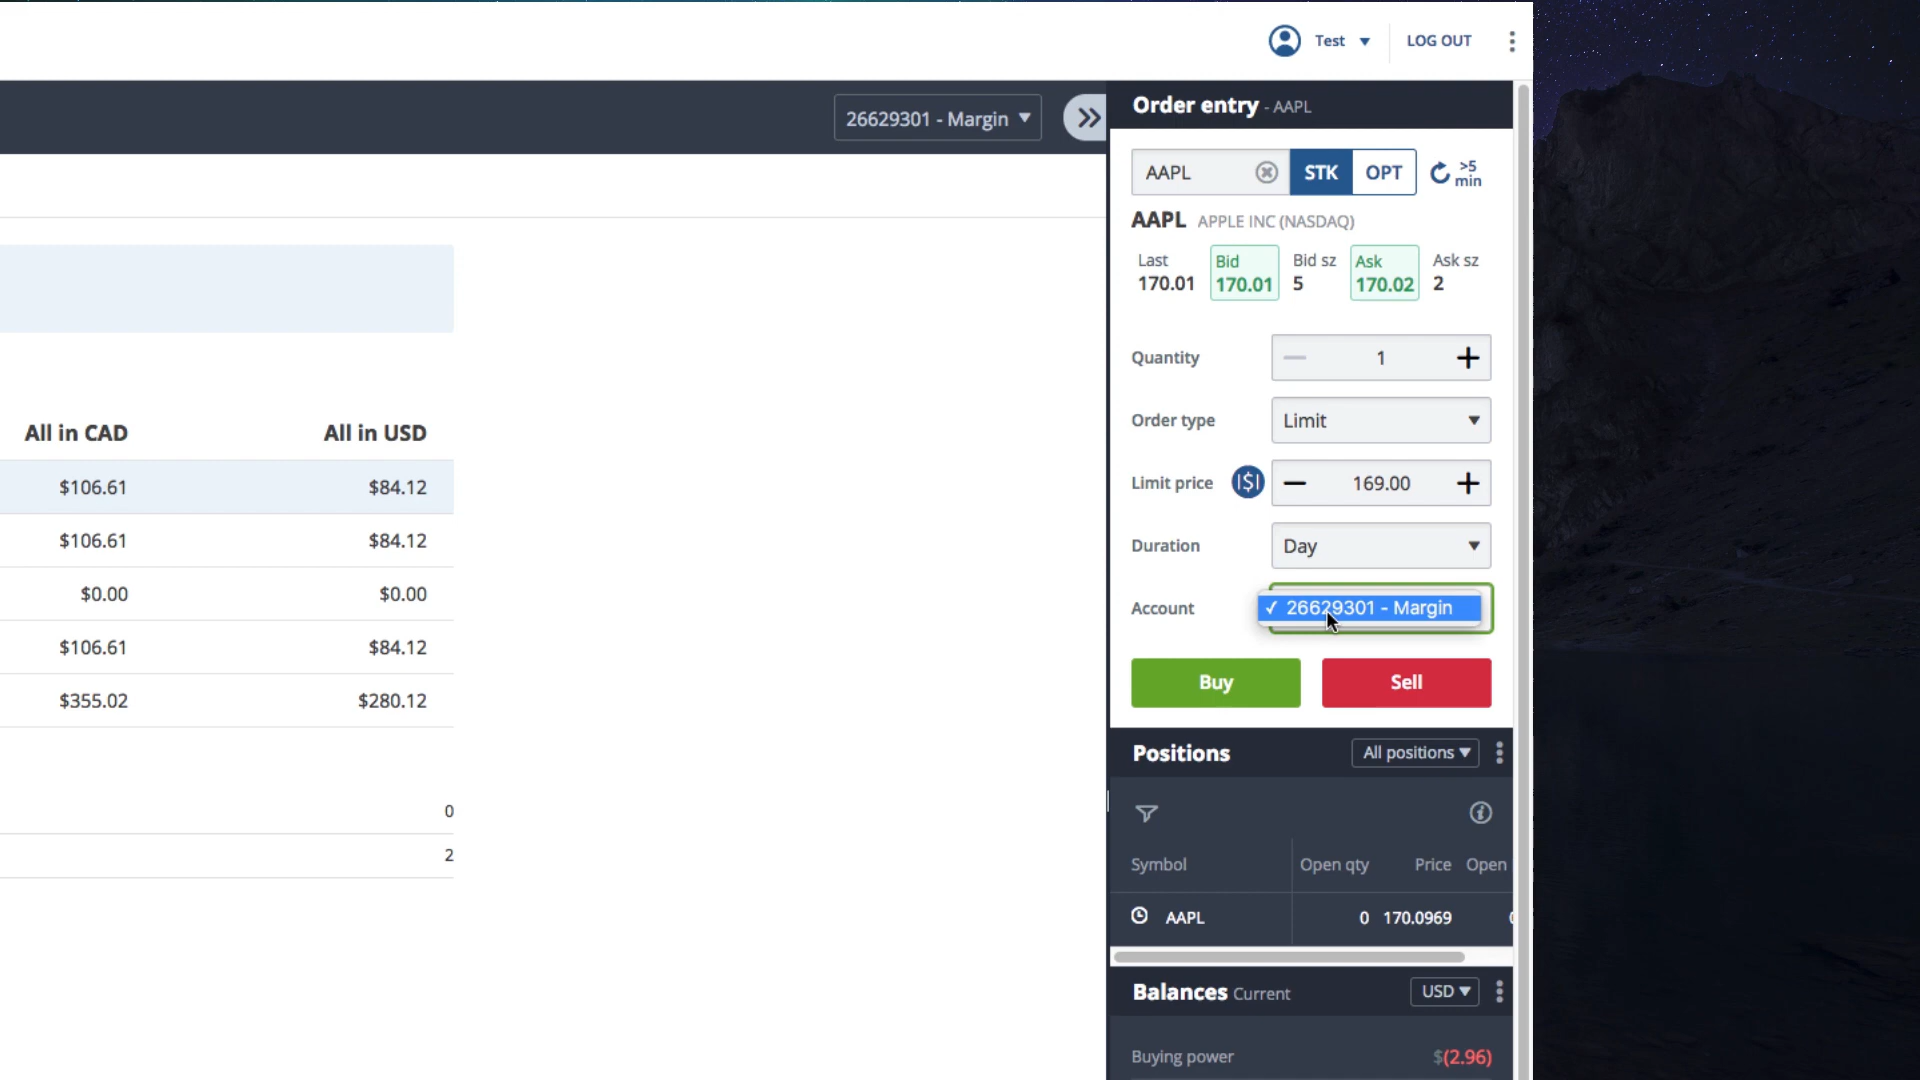 Test
LOG OUT
26629301 - Margin
Order entry - AAPL
AAPL STK OPT >5 min
AAPL APPLE INC (NASDAQ)
Last Bid Bid sz Ask Ask sz
170.01 170.01 5 170.02 2
Quantity 1
Order type Limit
Limit price |$| 169.00
Duration Day
Account ✓ 26629301 - Margin
Buy Sell
All in CAD All in USD
$106.61 $84.12
$106.61 $84.12
$0.00 $0.00
$106.61 $84.12
$355.02 $280.12
0
2
Positions All positions
Symbol Open qty Price Open
AAPL 0 170.0969
Balances Current USD
Buying power $(2.96)